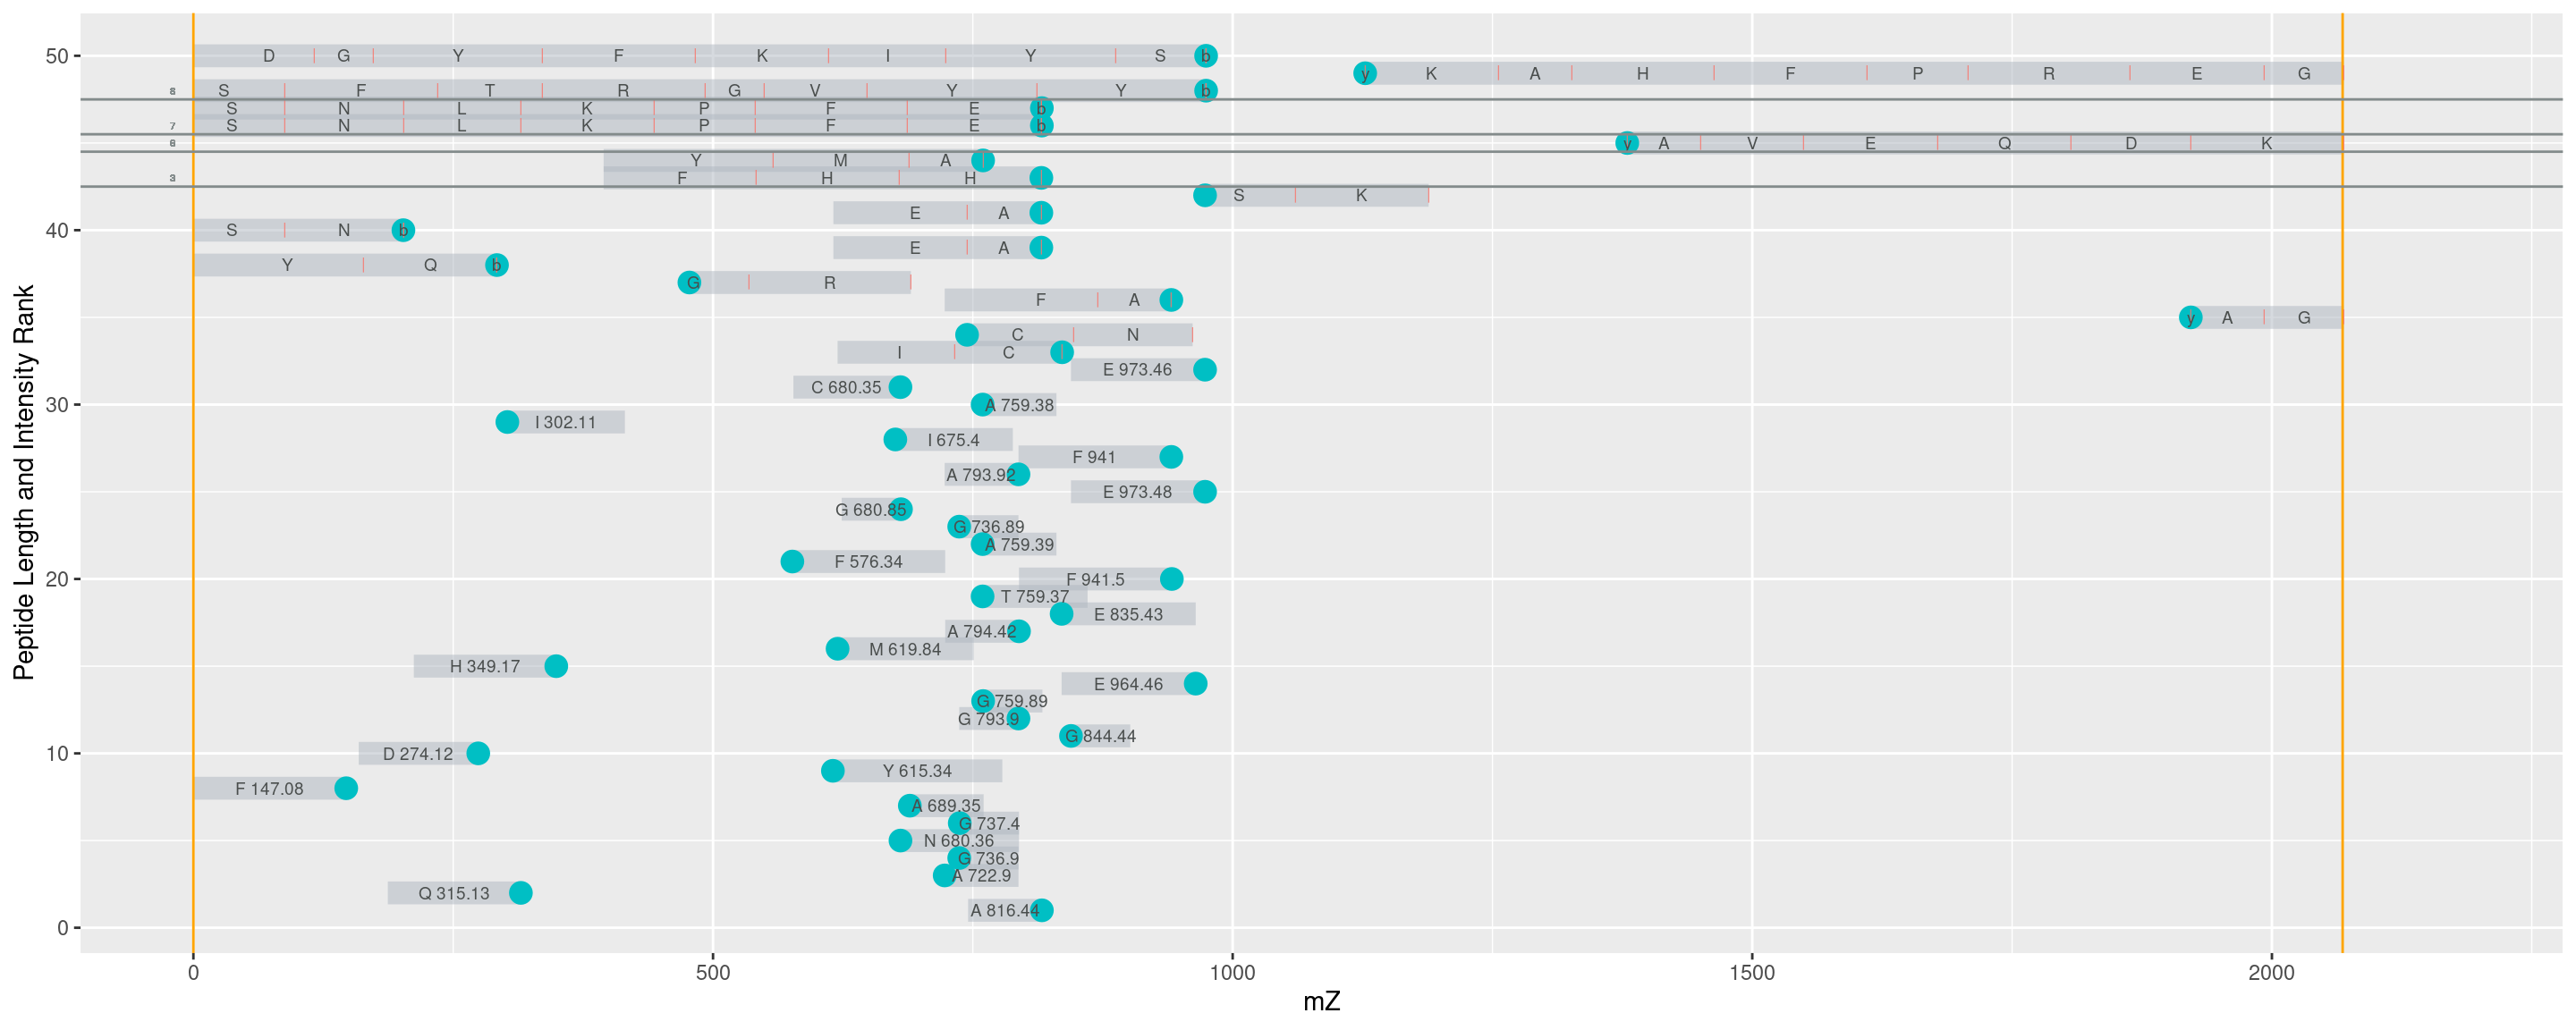 50
D G Y F K I Y S b
y K A H F P R E G
8 S F T R G V Y Y b
S N L K P F E b
7 S N L K P F E b
6 y A V E Q D K
Y M A
3 F H H
S K
E A
40 S N b
E A
Y Q b
G R
F A
y A G
C N
I C
E 973.46
C 680.35
30 A 759.38
I 302.11
I 675.4
F 941
A 793.92
E 973.48
G 680.85
G 736.89
A 759.39
F 576.34
20 F 941.5
T 759.37
E 835.43
A 794.42
M 619.84
H 349.17
E 964.46
G 759.89
G 793.9
G 844.44
10 D 274.12
Y 615.34
F 147.08
A 689.35
G 737.4
N 680.36
G 736.9
A 722.9
Q 315.13
A 816.44
0
0 500 1000 1500 2000
mZ
Peptide Length and Intensity Rank